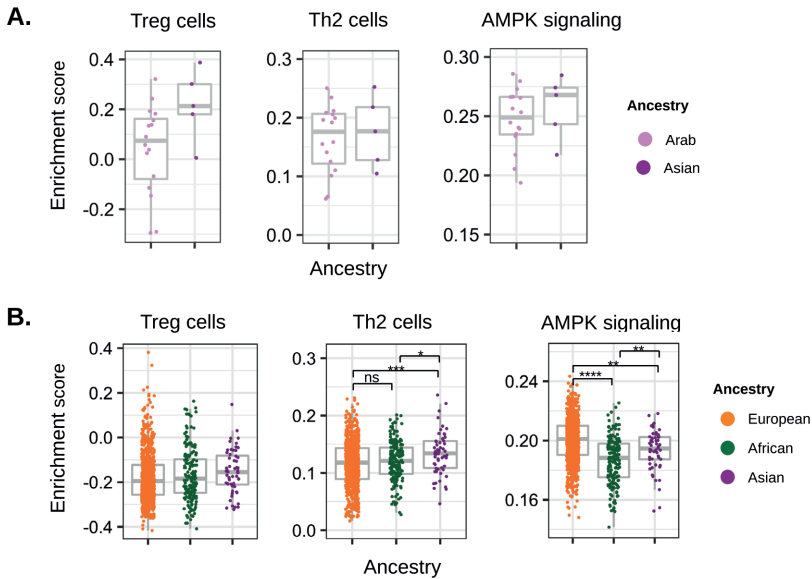 A.
Treg cells
Th2 cells
AMPK signaling
Enrichment score
0.4
0.2
0.0
-0.2
0.3
0.2
0.1
0.0
0.30
0.25
0.20
0.15
Ancestry
Ancestry
Arab
Asian
B.
Treg cells
Th2 cells
AMPK signaling
Enrichment score
0.4
0.2
0.0
-0.2
-0.4
0.3
0.2
0.1
0.0
ns
***
*
0.24
0.20
0.16
****
**
**
Ancestry
Ancestry
European
African
Asian